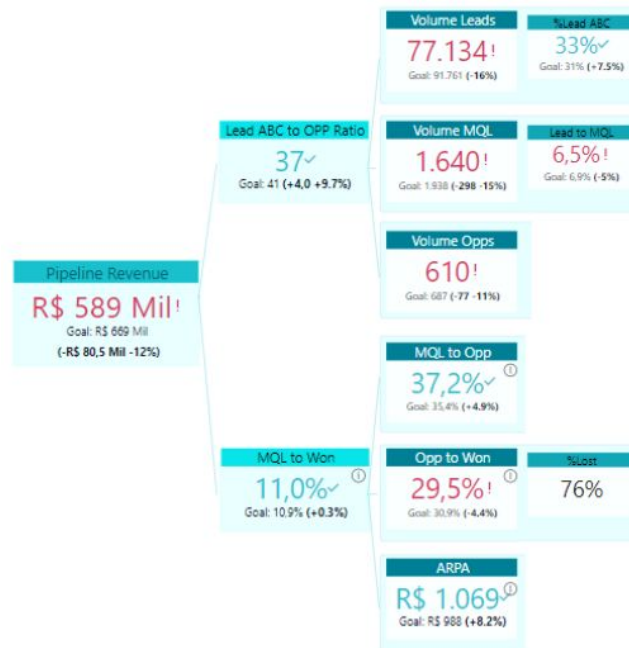 Volume Leads
77.134!
Goal: 91.761 (-16%)
%Lead ABC
33%
Goal: 31% (+7.5%)
Lead ABC to OPP Ratio
37
Goal: 41 (+4,0 +9.7%)
Volume MQL
1.640!
Goal: 1.938 (-298 -15%)
Lead to MQL
6,5%!
Goal: 6,9% (-5%)
Volume Opps
610!
Goal: 687 (-77 -11%)
Pipeline Revenue
R$ 589 Mil!
Goal: R$ 669 Mil
(-R$ 80,5 Mil -12%)
MQL to Opp
37,2%
Goal: 35,4% (+4.9%)
MQL to Won
11,0%
Goal: 10,9% (+0.3%)
Opp to Won
29,5%!
Goal: 30,9% (-4.4%)
%Lost
76%
ARPA
R$ 1.069
Goal: R$ 988 (+8.2%)